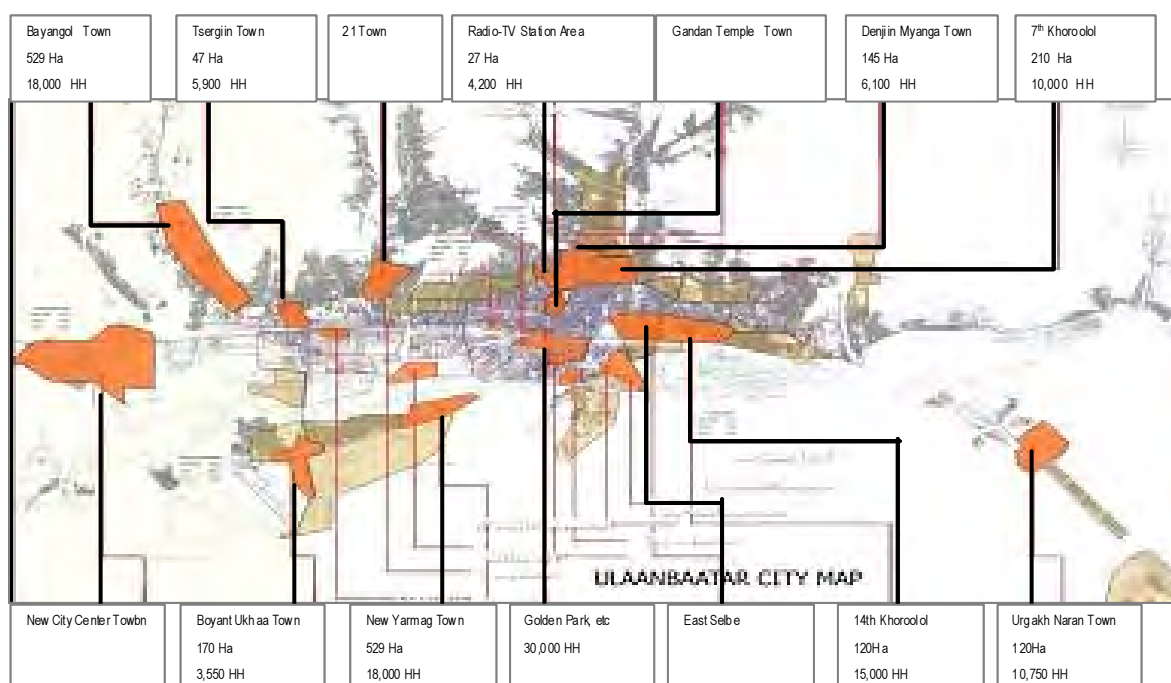 Bayangol Town
529 Ha
18,000 HH
Tsergiin Town
47 Ha
5,900 HH
21 Town
Radio-TV Station Area
27 Ha
4,200 HH
Gandan Temple Town
Denjiin Myanga Town
145 Ha
6,100 HH
7th Khoroolol
210 Ha
10,000 HH
ULAANBAATAR CITY MAP
New City Center Towbn
Boyant Ukhaa Town
170 Ha
3,550 HH
New Yarmag Town
529 Ha
18,000 HH
Golden Park, etc
30,000 HH
East Selbe
14th Khoroolol
120Ha
15,000 HH
Urgakh Naran Town
120Ha
10,750 HH